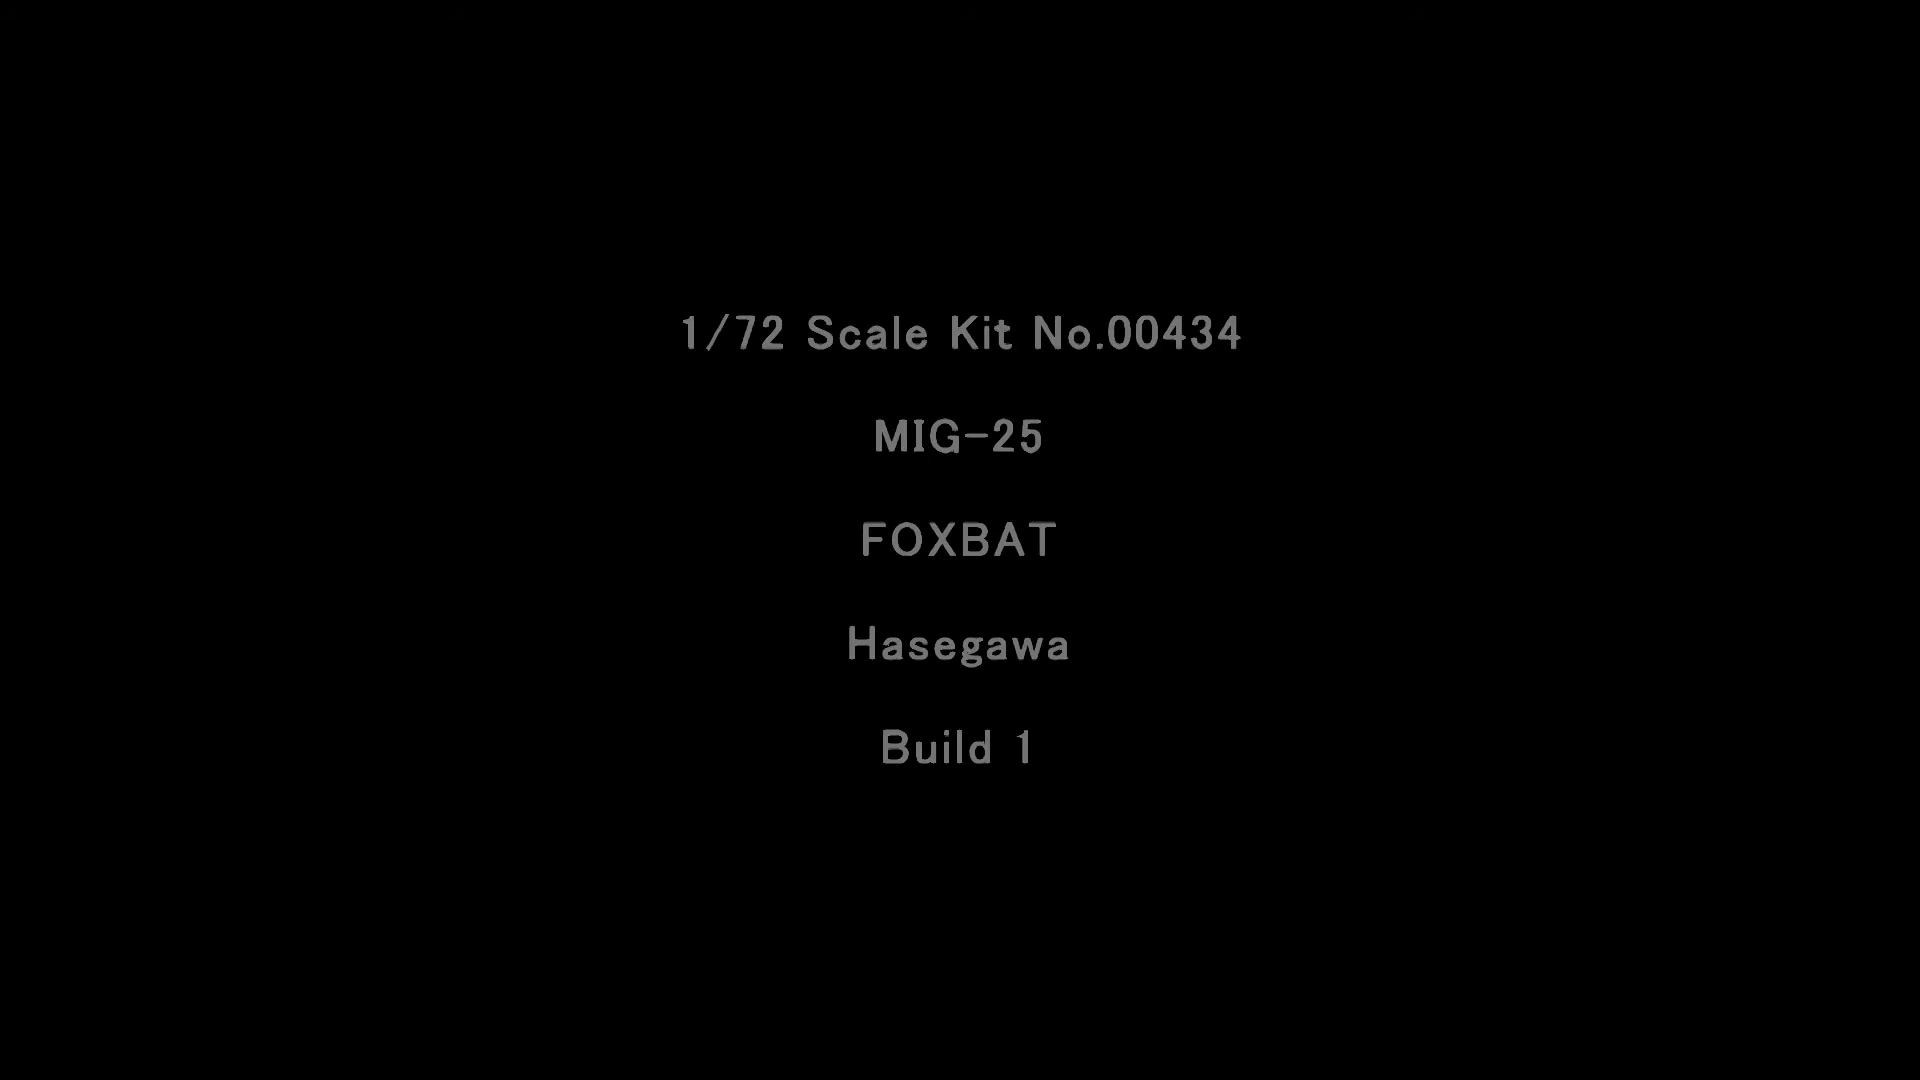 1/72 Scale Kit No.00434
MIG-25
FOXBAT
Hasegawa
Build 1